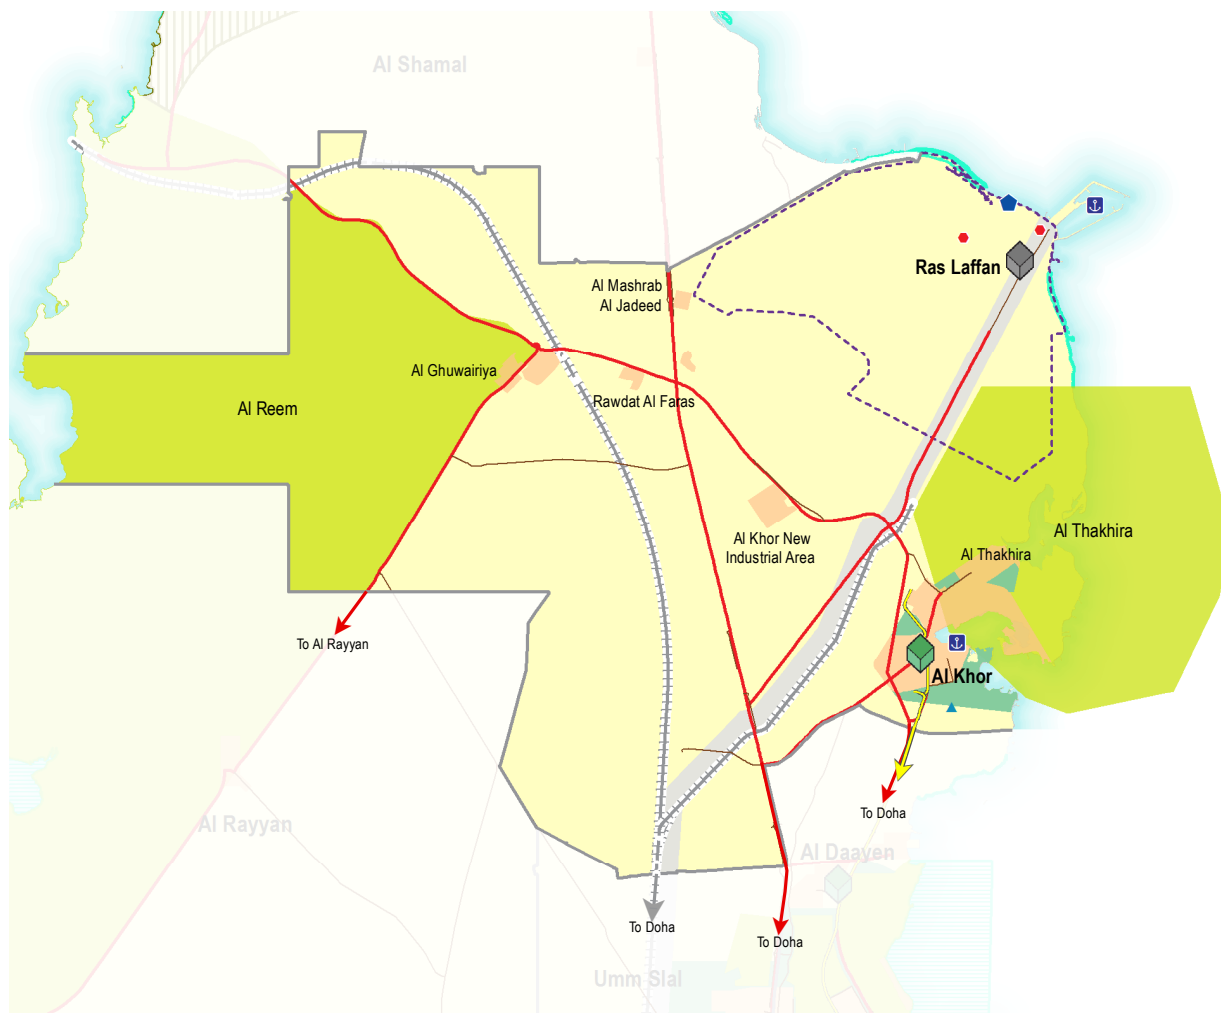 Al Shamal
Ras Laffan
Al Mashrab
Al Jadeed
Al Ghuwairiya
Rawdat Al Faras
Al Reem
Al Khor New
Industrial Area
Al Thakhira
Al Thakhira
To Al Rayyan
Al Khor
To Doha
Al Rayyan
Al Daayen
To Doha
To Doha
Umm Slal